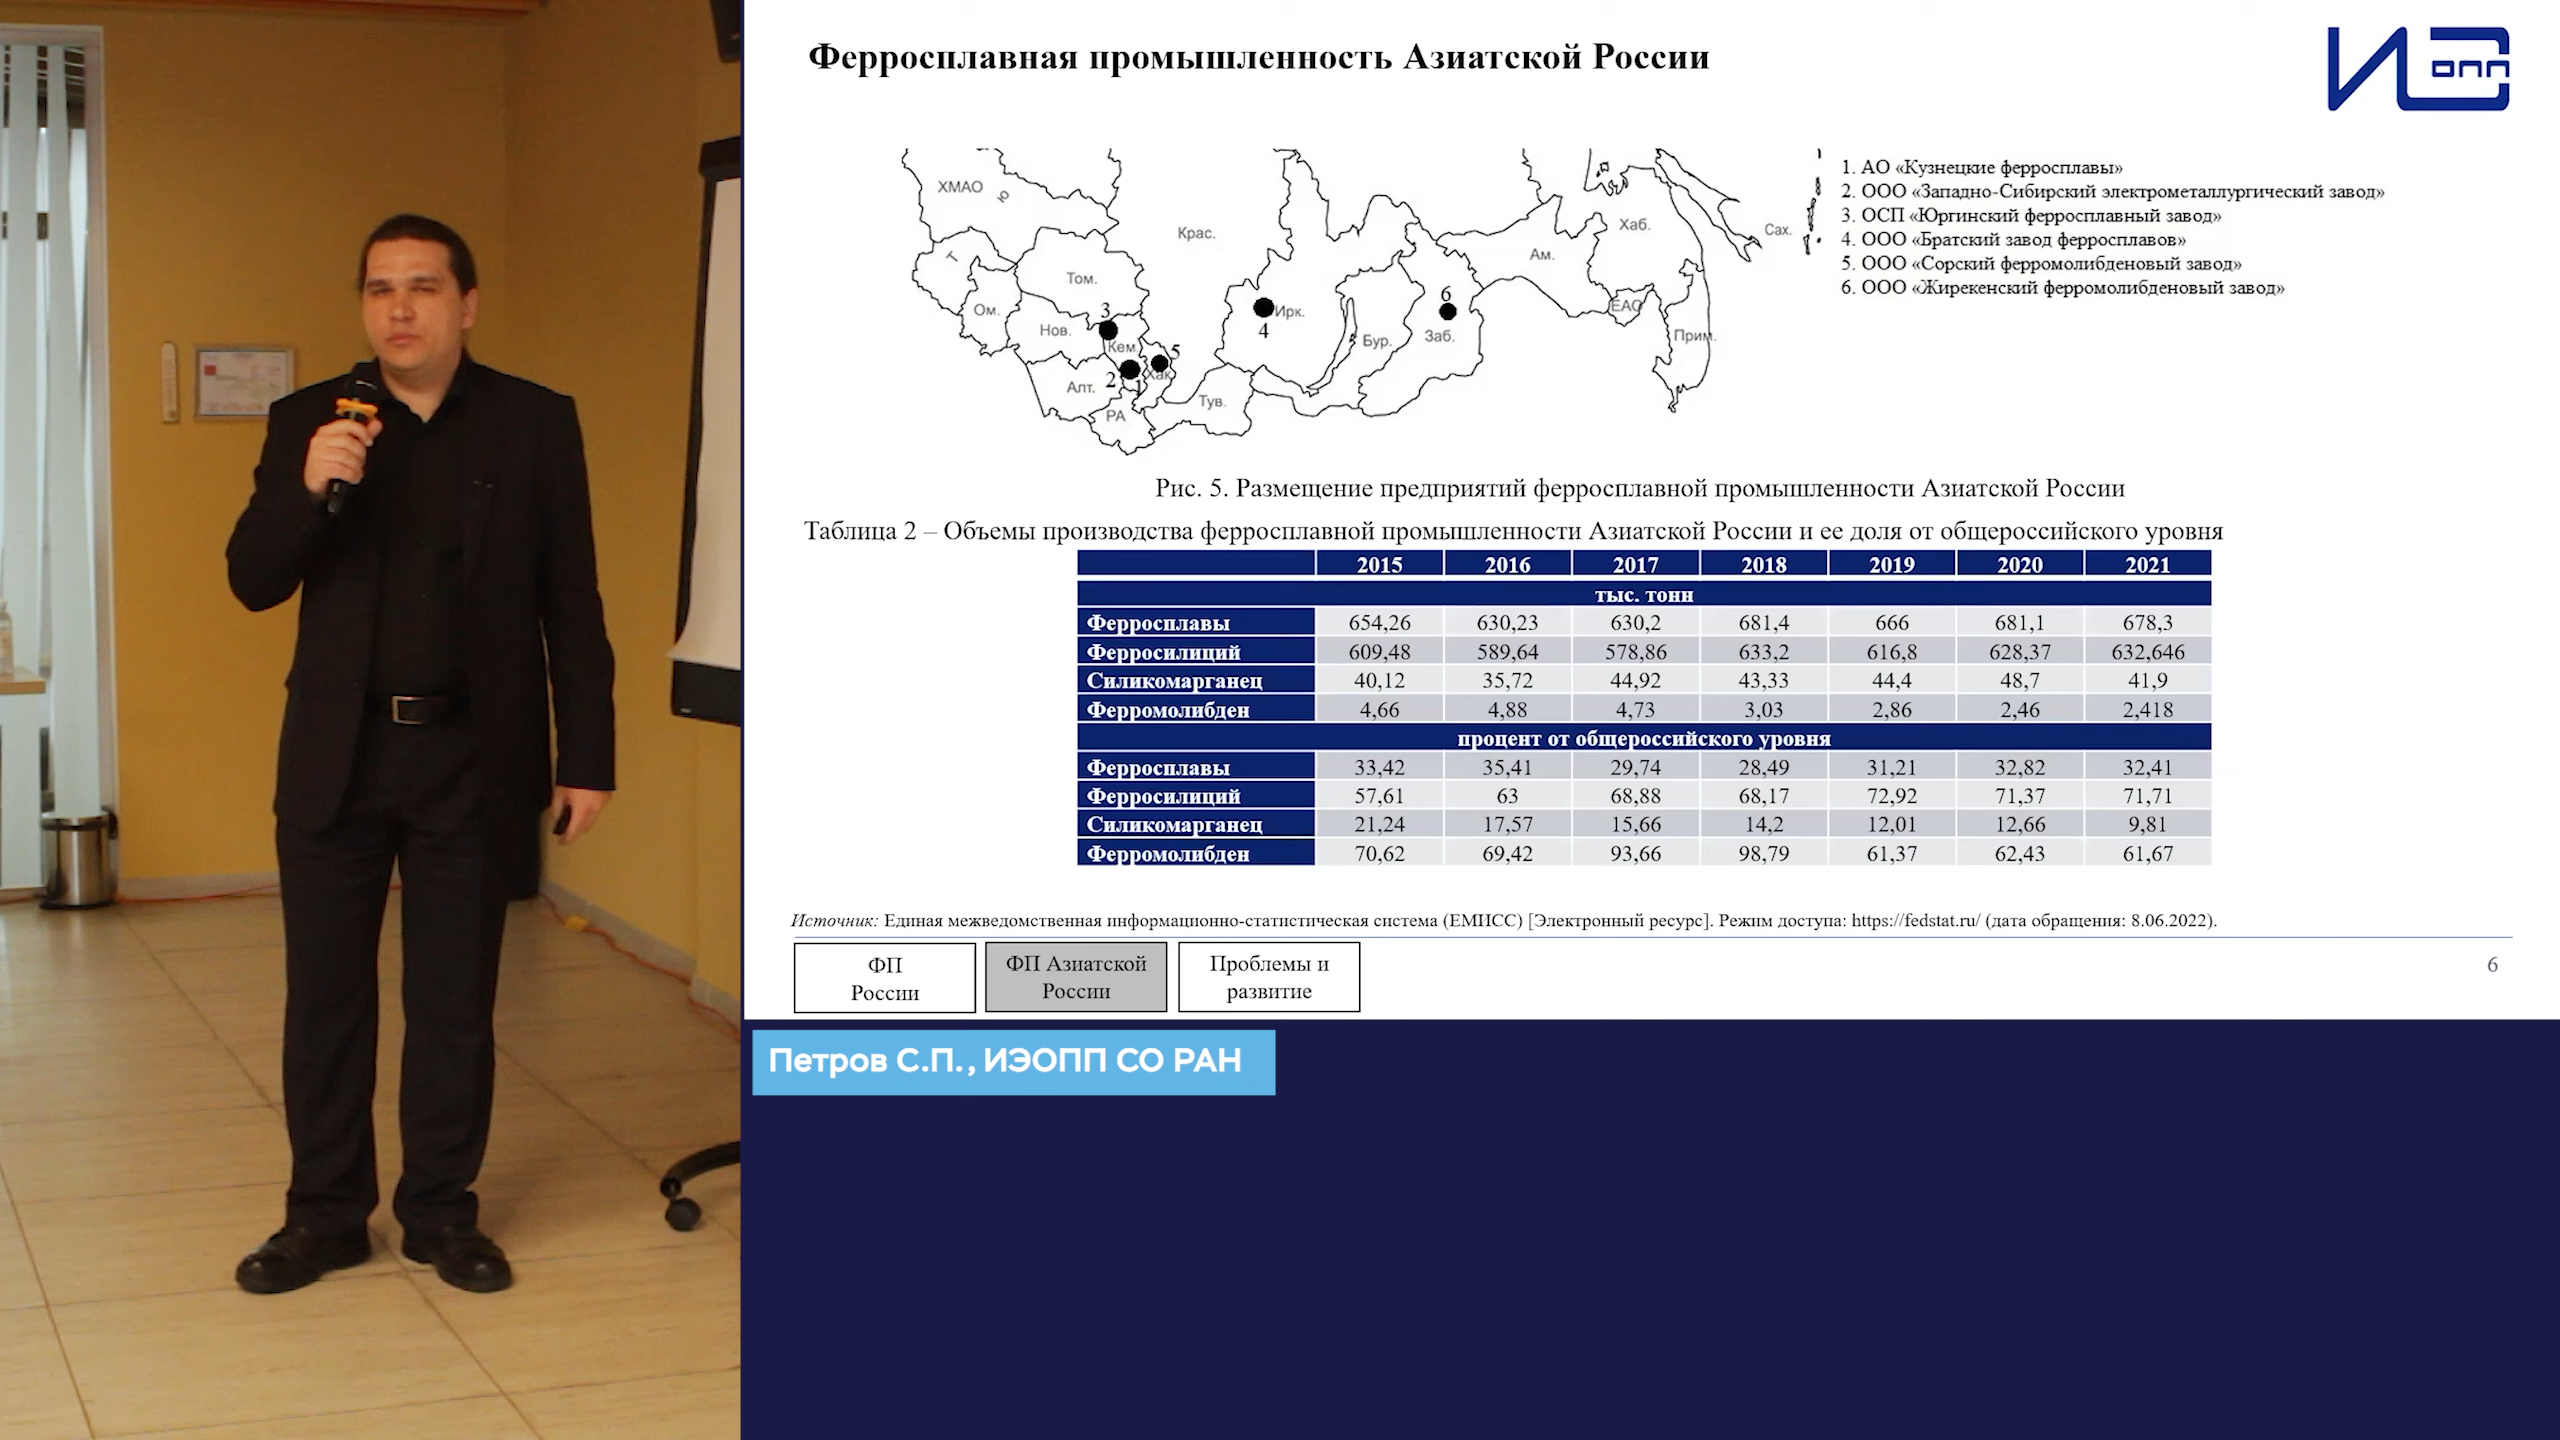 Ферросплавная промышленность Азиатской России
ИЭ
опп
ХМАО
Ю
Т
Ом.
Том.
Нов.
Кем.
Алт.
РА
Хак.
Крас.
Тув.
Ирк.
Бур.
Заб.
Ам.
Хаб.
ЕАО
Прим.
Сах.
3
2
1
5
4
6
1. АО «Кузнецкие ферросплавы»
2. ООО «Западно-Сибирский электрометаллургический завод»
3. ОСП «Юргинский ферросплавный завод»
4. ООО «Братский завод ферросплавов»
5. ООО «Сорский ферромолибденовый завод»
6. ООО «Жирекенский ферромолибденовый завод»
Рис. 5. Размещение предприятий ферросплавной промышленности Азиатской России
Таблица 2 – Объемы производства ферросплавной промышленности Азиатской России и ее доля от общероссийского уровня
2015 2016 2017 2018 2019 2020 2021
тыс. тонн
Ферросплавы 654,26 630,23 630,2 681,4 666 681,1 678,3
Ферросилиций 609,48 589,64 578,86 633,2 616,8 628,37 632,646
Силикомарганец 40,12 35,72 44,92 43,33 44,4 48,7 41,9
Ферромолибден 4,66 4,88 4,73 3,03 2,86 2,46 2,418
процент от общероссийского уровня
Ферросплавы 33,42 35,41 29,74 28,49 31,21 32,82 32,41
Ферросилиций 57,61 63 68,88 68,17 72,92 71,37 71,71
Силикомарганец 21,24 17,57 15,66 14,2 12,01 12,66 9,81
Ферромолибден 70,62 69,42 93,66 98,79 61,37 62,43 61,67
Источник: Единая межведомственная информационно-статистическая система (ЕМИСС) [Электронный ресурс]. Режим доступа: https://fedstat.ru/ (дата обращения: 8.06.2022).
ФП
России
ФП Азиатской
России
Проблемы и
развитие
6
Петров С.П., ИЭОПП СО РАН